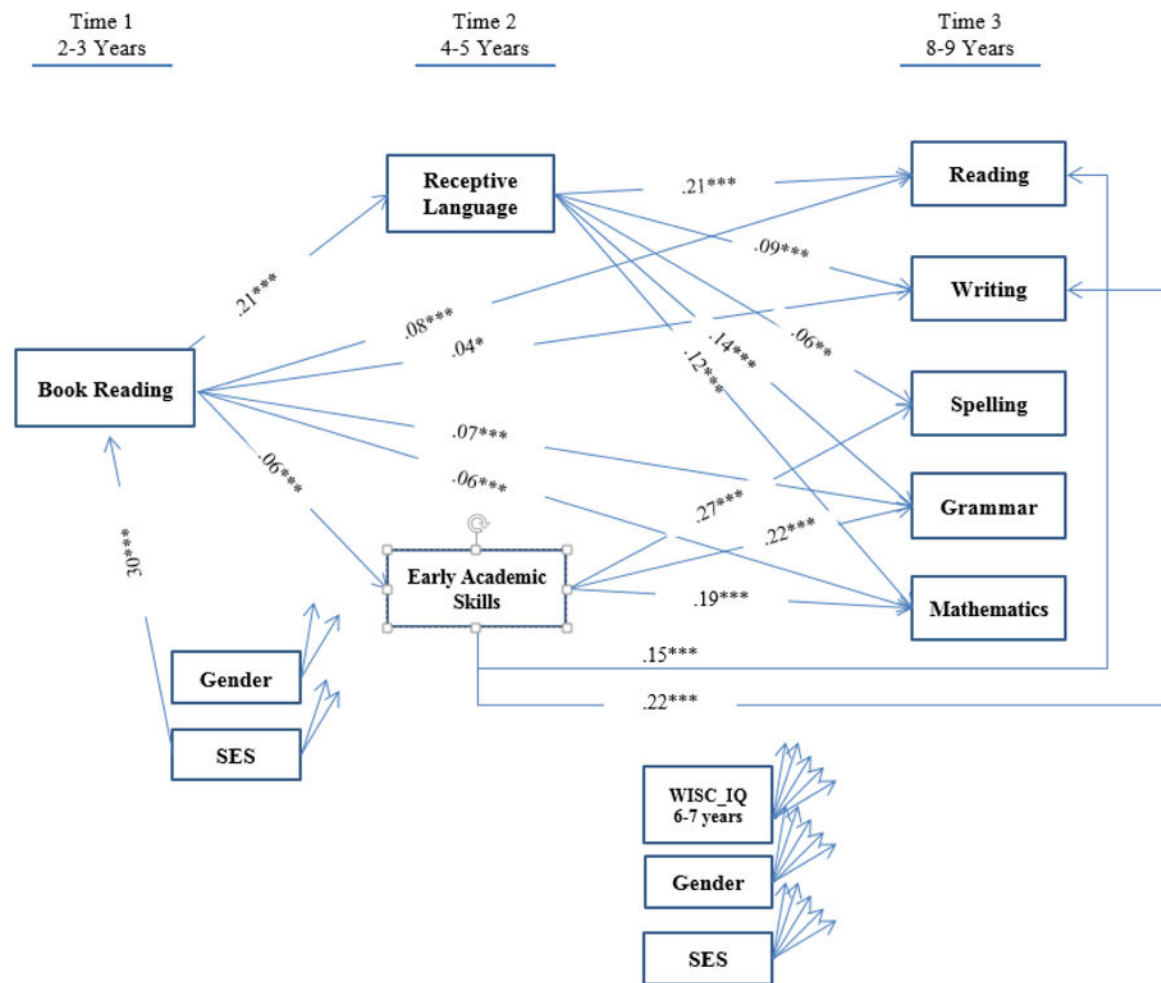 Time 1
2-3 Years
Time 2
4-5 Years
Time 3
8-9 Years
Receptive
Language
Reading
Writing
Book Reading
Spelling
Grammar
Early Academic
Skills
Mathematics
.21***
.21***
.09***
.08***
.04*
.06**
.14***
.12***
.07***
.06***
.06***
.27***
.22***
.19***
.15***
.22***
30***
Gender
SES
WISC_IQ
6-7 years
Gender
SES